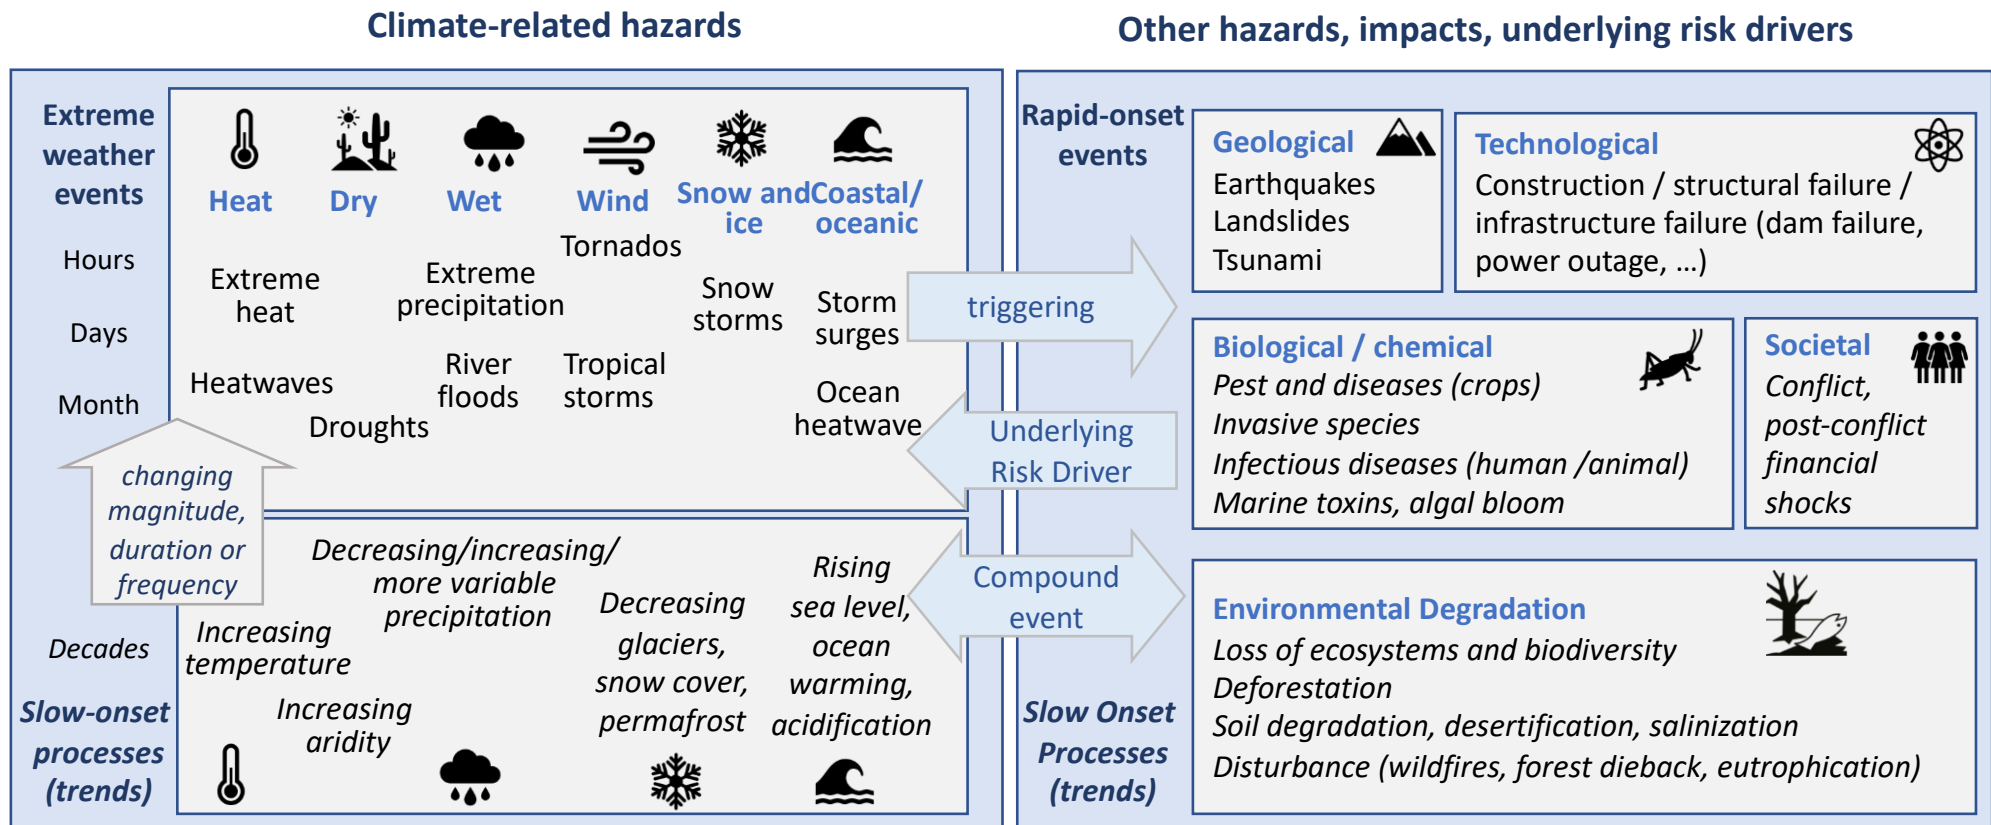 Climate-related hazards
Extreme
weather
events
Heat
Dry
Wet
Wind
Snow and
ice
Coastal/
oceanic
Hours
Days
Month
Tornados
Extreme
heat
Extreme
precipitation
Snow
storms
Storm
surges
Heatwaves
Droughts
River
floods
Tropical
storms
Ocean
heatwave
changing
magnitude,
duration or
frequency
Decades
Slow-onset
processes
(trends)
Increasing
temperature
Increasing
aridity
Decreasing/increasing/
more variable
precipitation
Decreasing
glaciers,
snow cover,
permafrost
Rising
sea level,
ocean
warming,
acidification
triggering
Underlying
Risk Driver
Compound
event
Other hazards, impacts, underlying risk drivers
Rapid-onset
events
Geological
Earthquakes
Landslides
Tsunami
Technological
Construction / structural failure /
infrastructure failure (dam failure,
power outage, …)
Biological / chemical
Pest and diseases (crops)
Invasive species
Infectious diseases (human /animal)
Marine toxins, algal bloom
Societal
Conflict,
post-conflict
financial
shocks
Slow Onset
Processes
(trends)
Environmental Degradation
Loss of ecosystems and biodiversity
Deforestation
Soil degradation, desertification, salinization
Disturbance (wildfires, forest dieback, eutrophication)